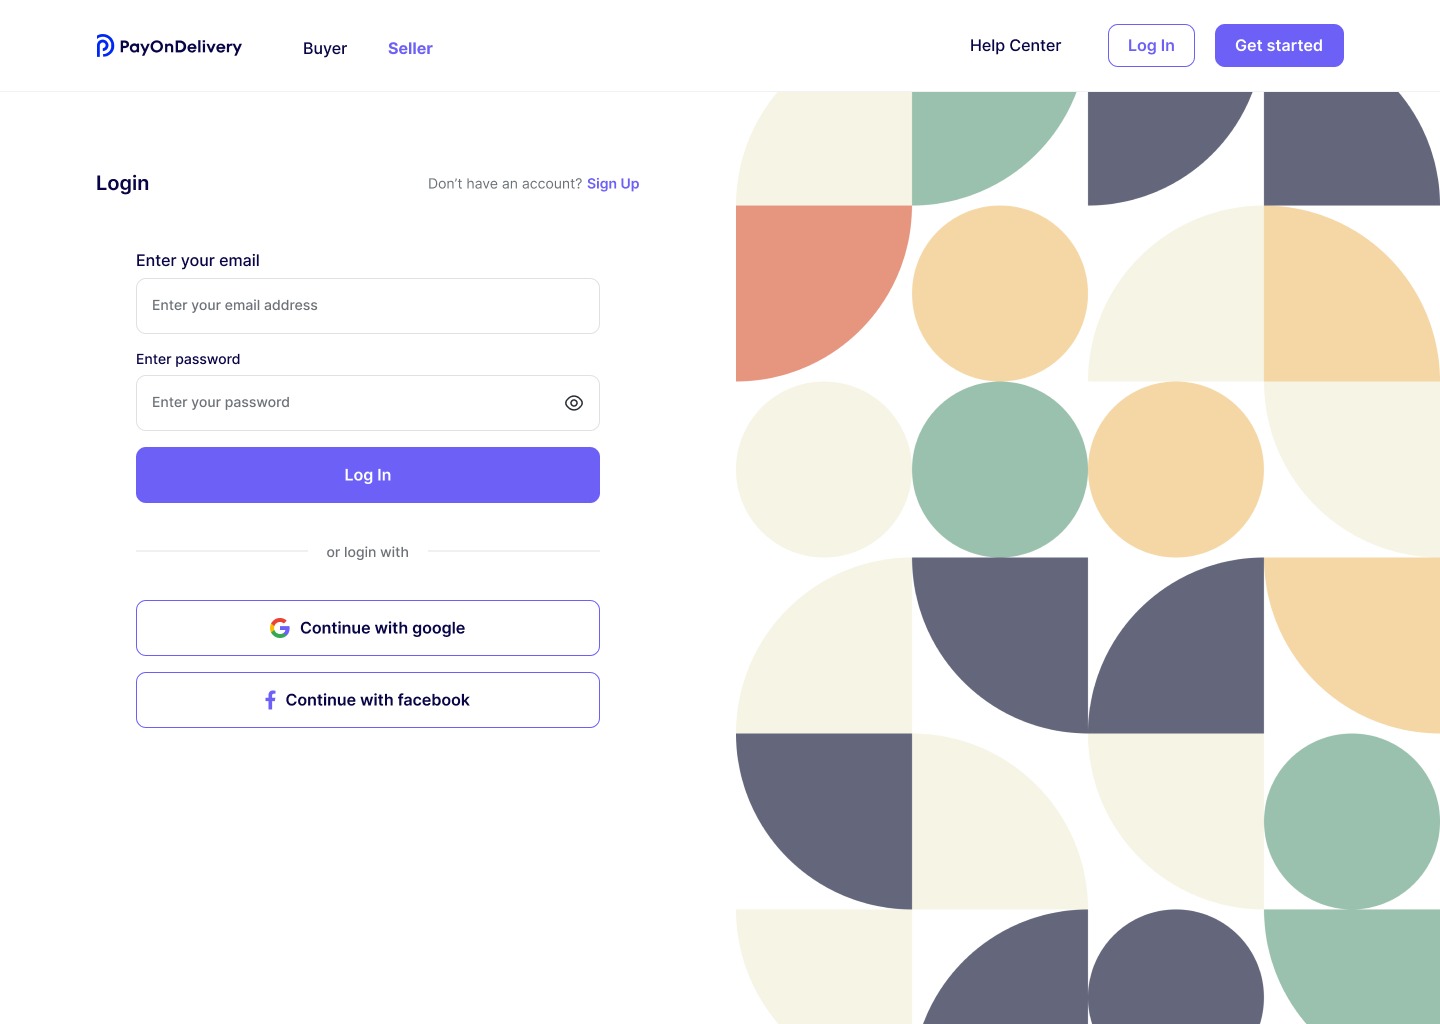 PayOnDelivery
Buyer
Seller
Help Center
Log In
Get started
Login
Don't have an account? Sign Up
Enter your email
Enter your email address
Enter password
Enter your password
Log In
or login with
Continue with google
Continue with facebook